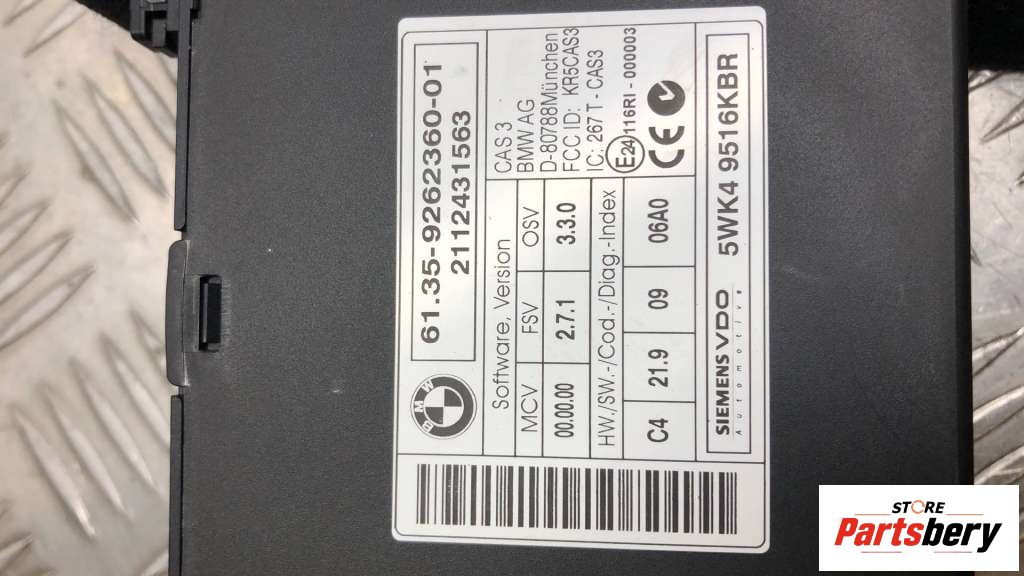 61.35-9262360-01
21124431563
BMW
Software, Version
MCV FSV OSV
00.00.00 2.7.1 3.3.0
HW.-/SW.-/Cod.-/Diag.-Index
C4 21.9 09 06A0
CAS 3
BMW AG
D-80788München
FCC ID: KR5CAS3
IC: 267 T - CAS3
E24 116RI - 000003
CE
SIEMENS VDO
Automotive
5WK4 9516KBR
STORE
Partsbery